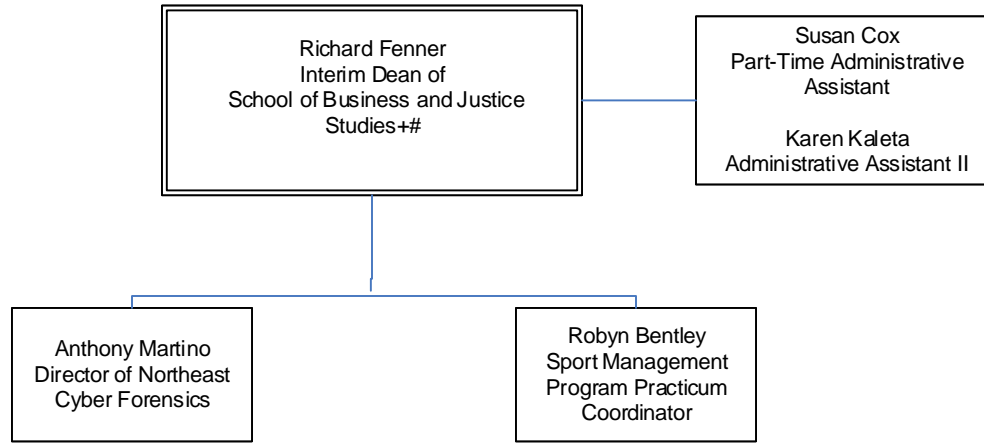 Richard Fenner
Interim Dean of
School of Business and Justice
Studies+#
Susan Cox
Part-Time Administrative
Assistant
Karen Kaleta
Administrative Assistant II
Anthony Martino
Director of Northeast
Cyber Forensics
Robyn Bentley
Sport Management
Program Practicum
Coordinator